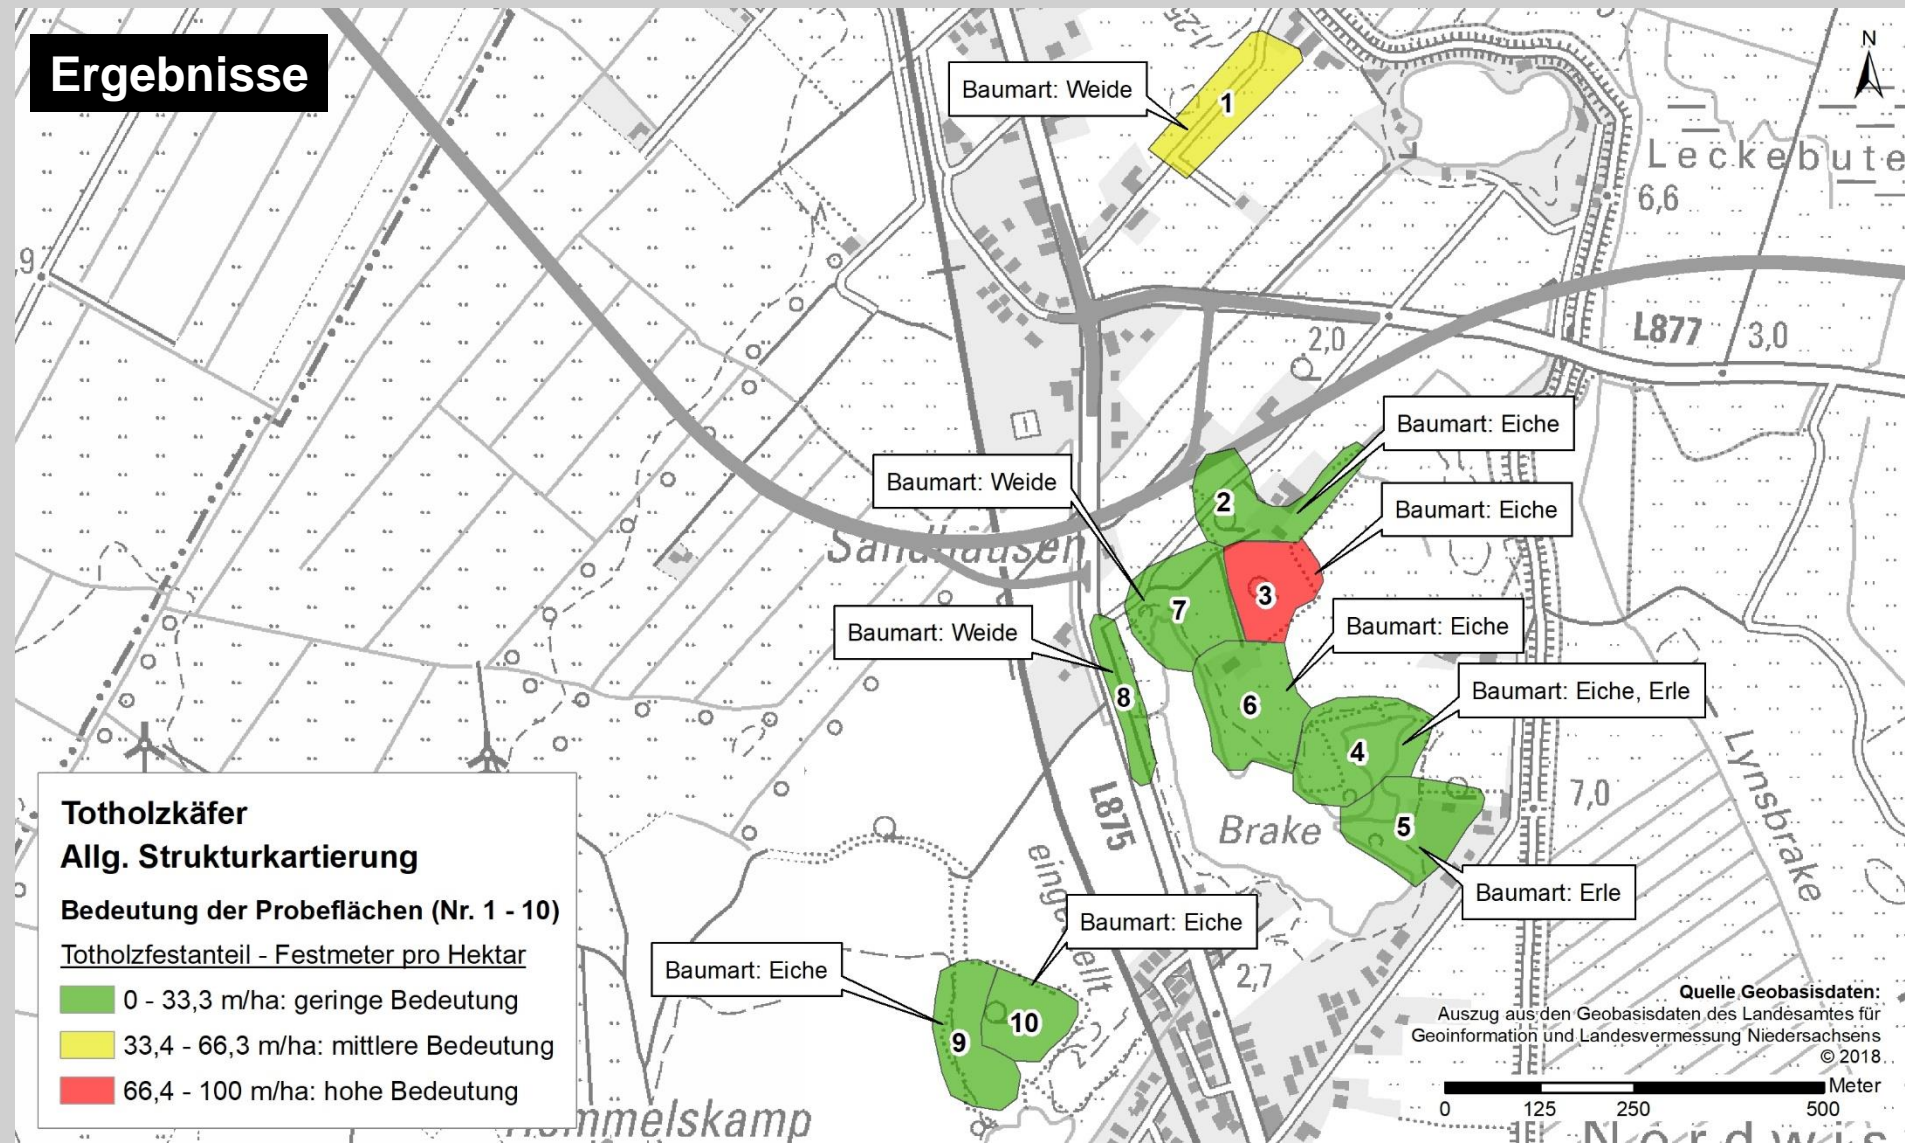 Ergebnisse
N
Baumart: Weide
1
Leckebute
6,6
L877
3,0
2,0
Baumart: Eiche
Baumart: Weide
2
Baumart: Eiche
Sandhausen
3
7
Baumart: Weide
Baumart: Eiche
8
6
Baumart: Eiche, Erle
4
Lynsbrake
7,0
L875
Brake
5
Baumart: Erle
Baumart: Eiche
Baumart: Eiche
2,7
10
9
Totholzkäfer
Allg. Strukturkartierung
Bedeutung der Probeflächen (Nr. 1 - 10)
Totholzfestanteil - Festmeter pro Hektar
0 - 33,3 m/ha: geringe Bedeutung
33,4 - 66,3 m/ha: mittlere Bedeutung
66,4 - 100 m/ha: hohe Bedeutung
Quelle Geobasisdaten:
Auszug aus den Geobasisdaten des Landesamtes für
Geoinformation und Landesvermessung Niedersachsens
© 2018
Meter
0 125 250 500